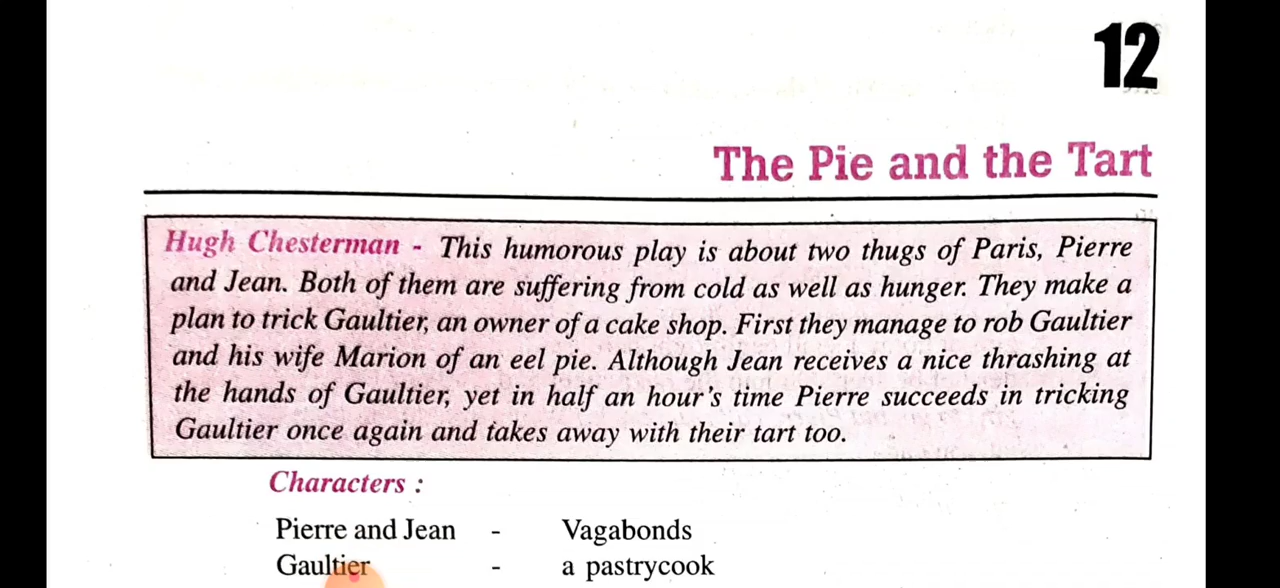 12
The Pie and the Tart
Hugh Chesterman - This humorous play is about two thugs of Paris, Pierre
and Jean. Both of them are suffering from cold as well as hunger. They make a
plan to trick Gaultier, an owner of a cake shop. First they manage to rob Gaultier
and his wife Marion of an eel pie. Although Jean receives a nice thrashing at
the hands of Gaultier, yet in half an hour's time Pierre succeeds in tricking
Gaultier once again and takes away with their tart too.
Characters :
Pierre and Jean - Vagabonds
Gaultier - a pastrycook